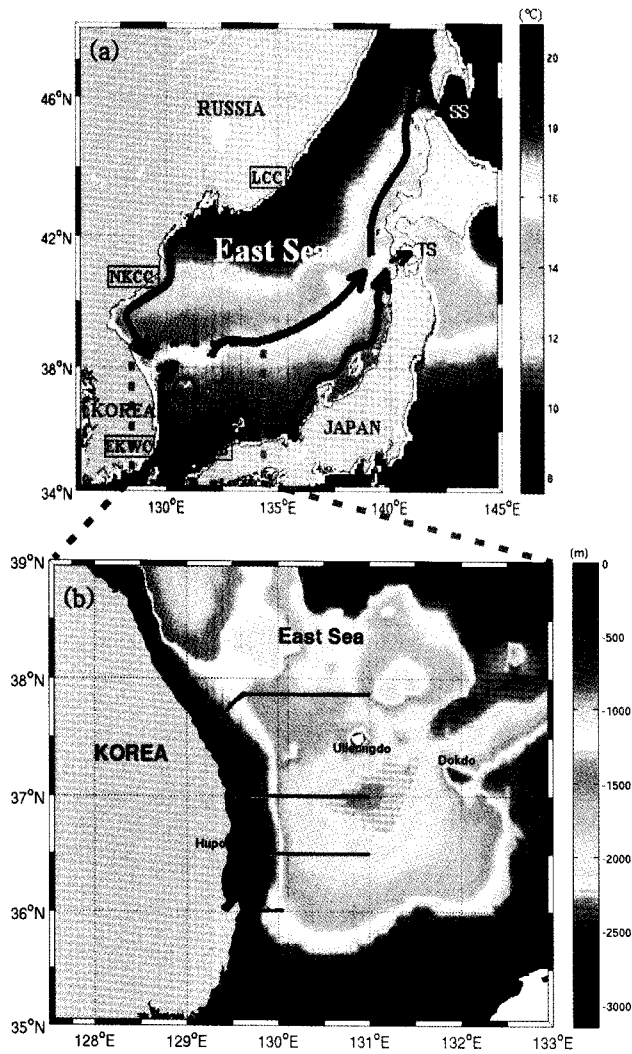 (°C)
(a)
46°N
RUSSIA
SS
20
19
LCC
16
42°N
East Sea
TS
NKCC
14
38°N
12
KOREA
EKWC
JAPAN
10
34°N
130°E
135°E
140°E
145°E
8
39°N
(m)
0
(b)
East Sea
-500
38°N
-1000
KOREA
Ulleungdo
Dokdo
37°N
-1500
Hupo
-2000
36°N
-2500
-3000
35°N
128°E
129°E
130°E
131°E
132°E
133°E